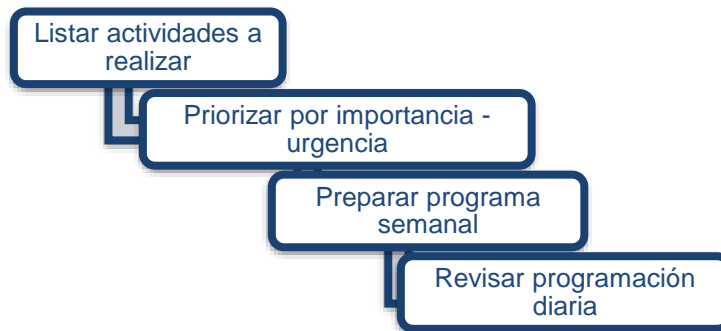 Listar actividades a
realizar
Priorizar por importancia -
urgencia
Preparar programa
semanal
Revisar programación
diaria